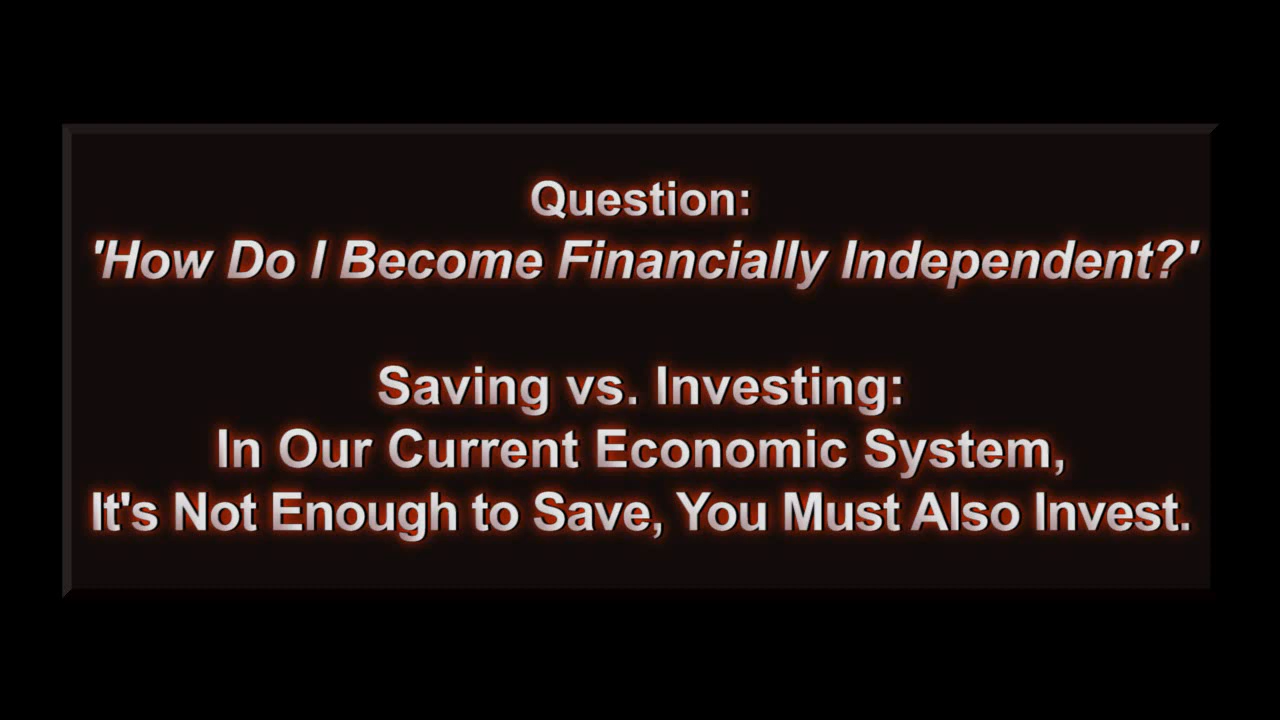 Question:
'How Do I Become Financially Independent?'
Saving vs. Investing:
In Our Current Economic System,
It's Not Enough to Save, You Must Also Invest.